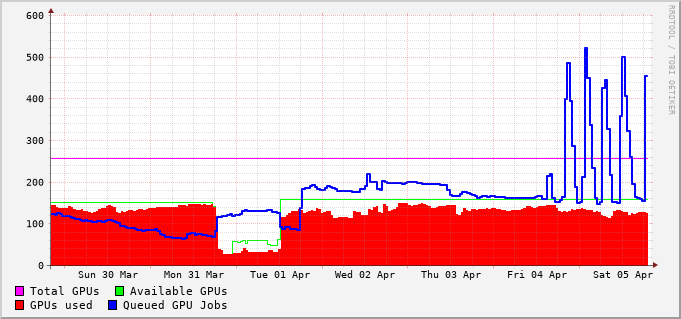 RRDTOOL / TOBI OETIKER
600
500
400
300
200
100
0
Sun 30 Mar Mon 31 Mar Tue 01 Apr Wed 02 Apr Thu 03 Apr Fri 04 Apr Sat 05 Apr
Total GPUs Available GPUs
GPUs used Queued GPU Jobs